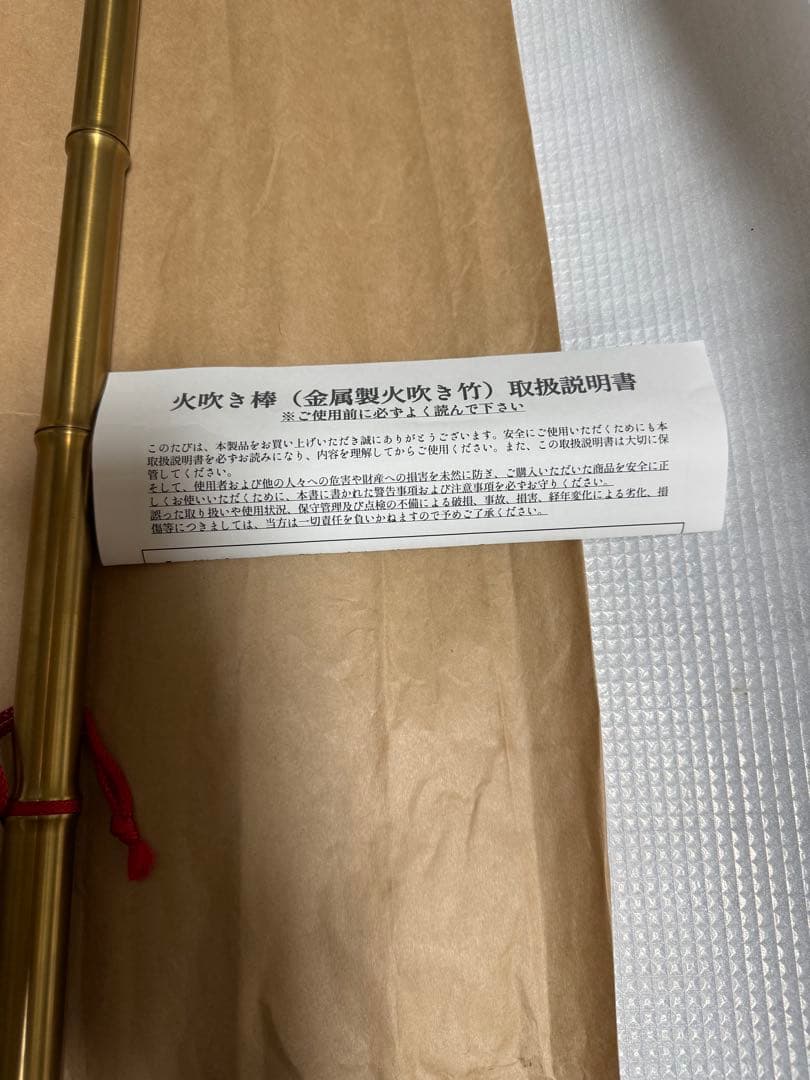 火吹き棒（金属製火吹き竹）取扱説明書
※ご使用前に必ずよく読んで下さい
このたびは、本製品をお買い上げいただき誠にありがとうございます。安全にご使用いただくためにも本
取扱説明書を必ずお読みになり、内容を理解してからご使用ください。また、この取扱説明書は大切に保
管してください。
そして、使用者および他の人々への危害や財産への損害を未然に防ぎ、ご購入いただいた商品を安全に正
しくお使いいただくために、本書に書かれた警告事項および注意事項を必ずお守りください。
誤った取り扱いや使用状況、保守管理及び点検の不備による破損、事故、損害、経年変化による劣化、損
傷等につきましては、当方は一切責任を負いかねますので予めご了承ください。